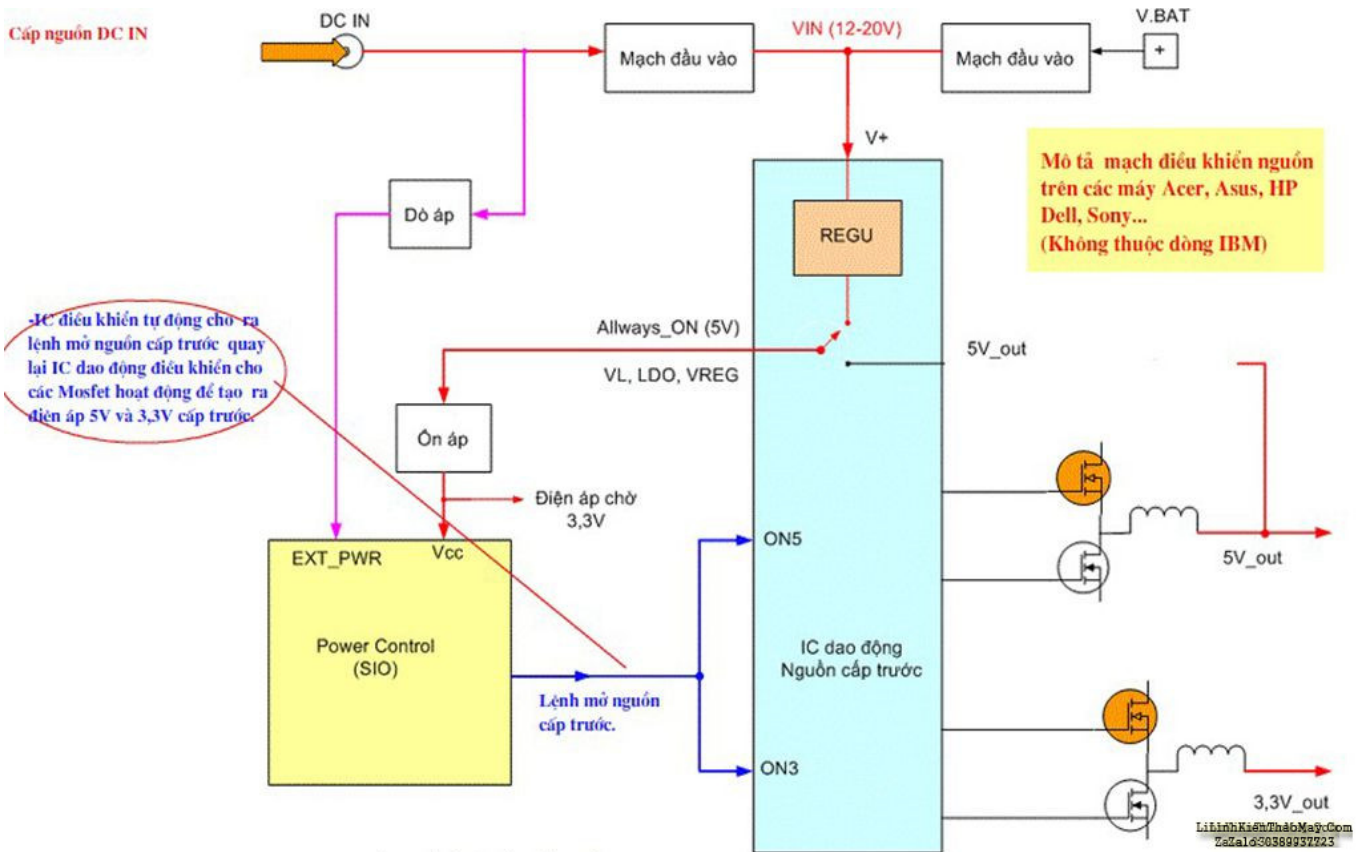 Cấp nguồn DC IN
DC IN
Mạch đầu vào
VIN (12-20V)
Mạch đầu vào
V.BAT
+
V+
Mô tả mạch điều khiển nguồn
trên các máy Acer, Asus, HP
Dell, Sony...
(Không thuộc dòng IBM)
Dò áp
REGU
-IC điều khiển tự động cho ra
lệnh mở nguồn cấp trước quay
lại IC dao động điều khiển cho
các Mosfet hoạt động để tạo ra
điện áp 5V và 3,3V cấp trước.
Allways_ON (5V)
VL, LDO, VREG
5V_out
Ổn áp
Điện áp chờ
3,3V
EXT_PWR
Vcc
ON5
5V_out
Power Control
(SIO)
IC dao động
Nguồn cấp trước
Lệnh mở nguồn
cấp trước.
ON3
3,3V_out